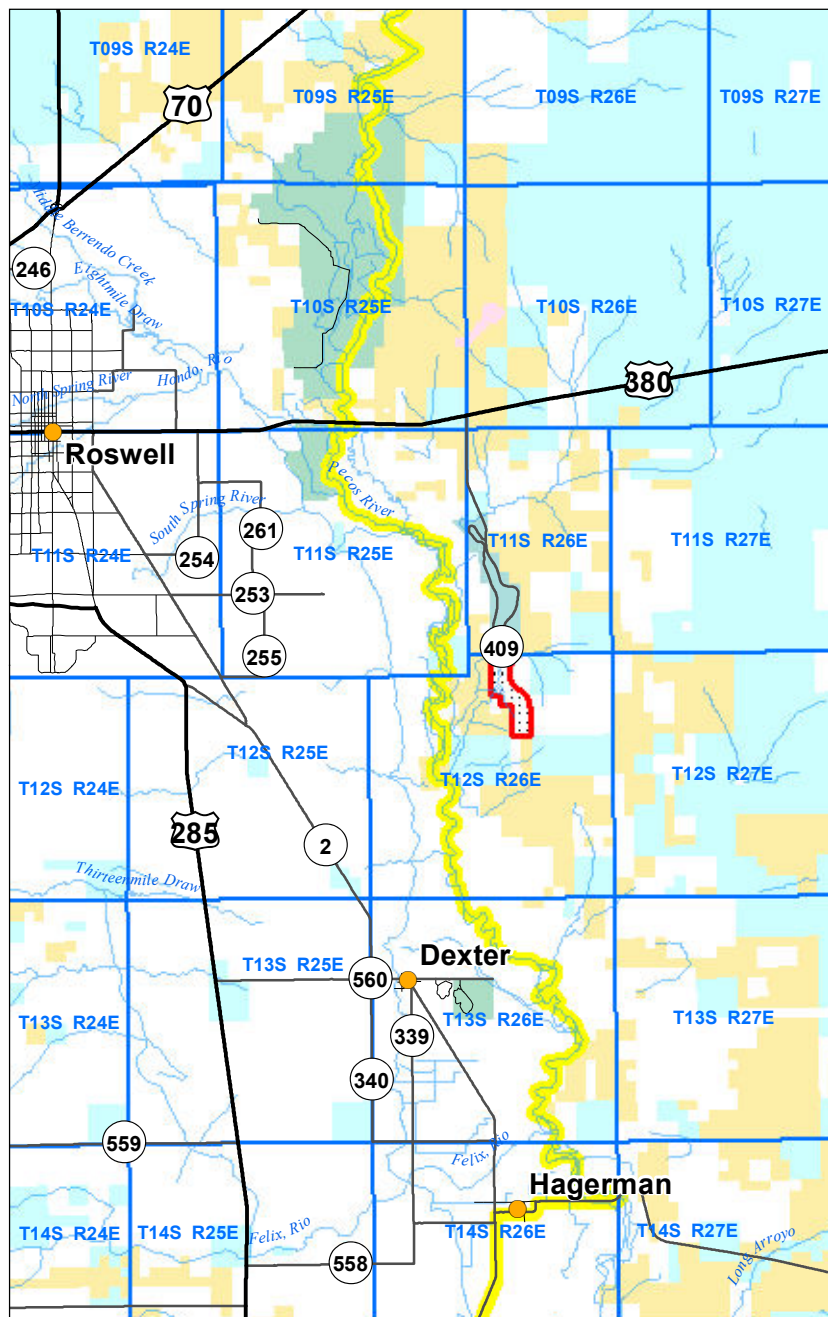 T09S R24E
70
T09S R25E
T09S R26E
T09S R27E
Middle Berrendo Creek
246
Eightmile Draw
T10S R24E
T10S R25E
T10S R26E
T10S R27E
North Spring River
Hondo, Rio
380
Roswell
Pecos River
South Spring River
261
T11S R24E
254
T11S R25E
T11S R26E
T11S R27E
253
255
409
T12S R24E
T12S R25E
T12S R26E
T12S R27E
285
2
Thirteenmile Draw
Dexter
T13S R25E
560
T13S R24E
T13S R26E
T13S R27E
339
340
559
Felix, Rio
Hagerman
T14S R24E
T14S R25E
Felix, Rio
T14S R26E
T14S R27E
558
Long Arroyo